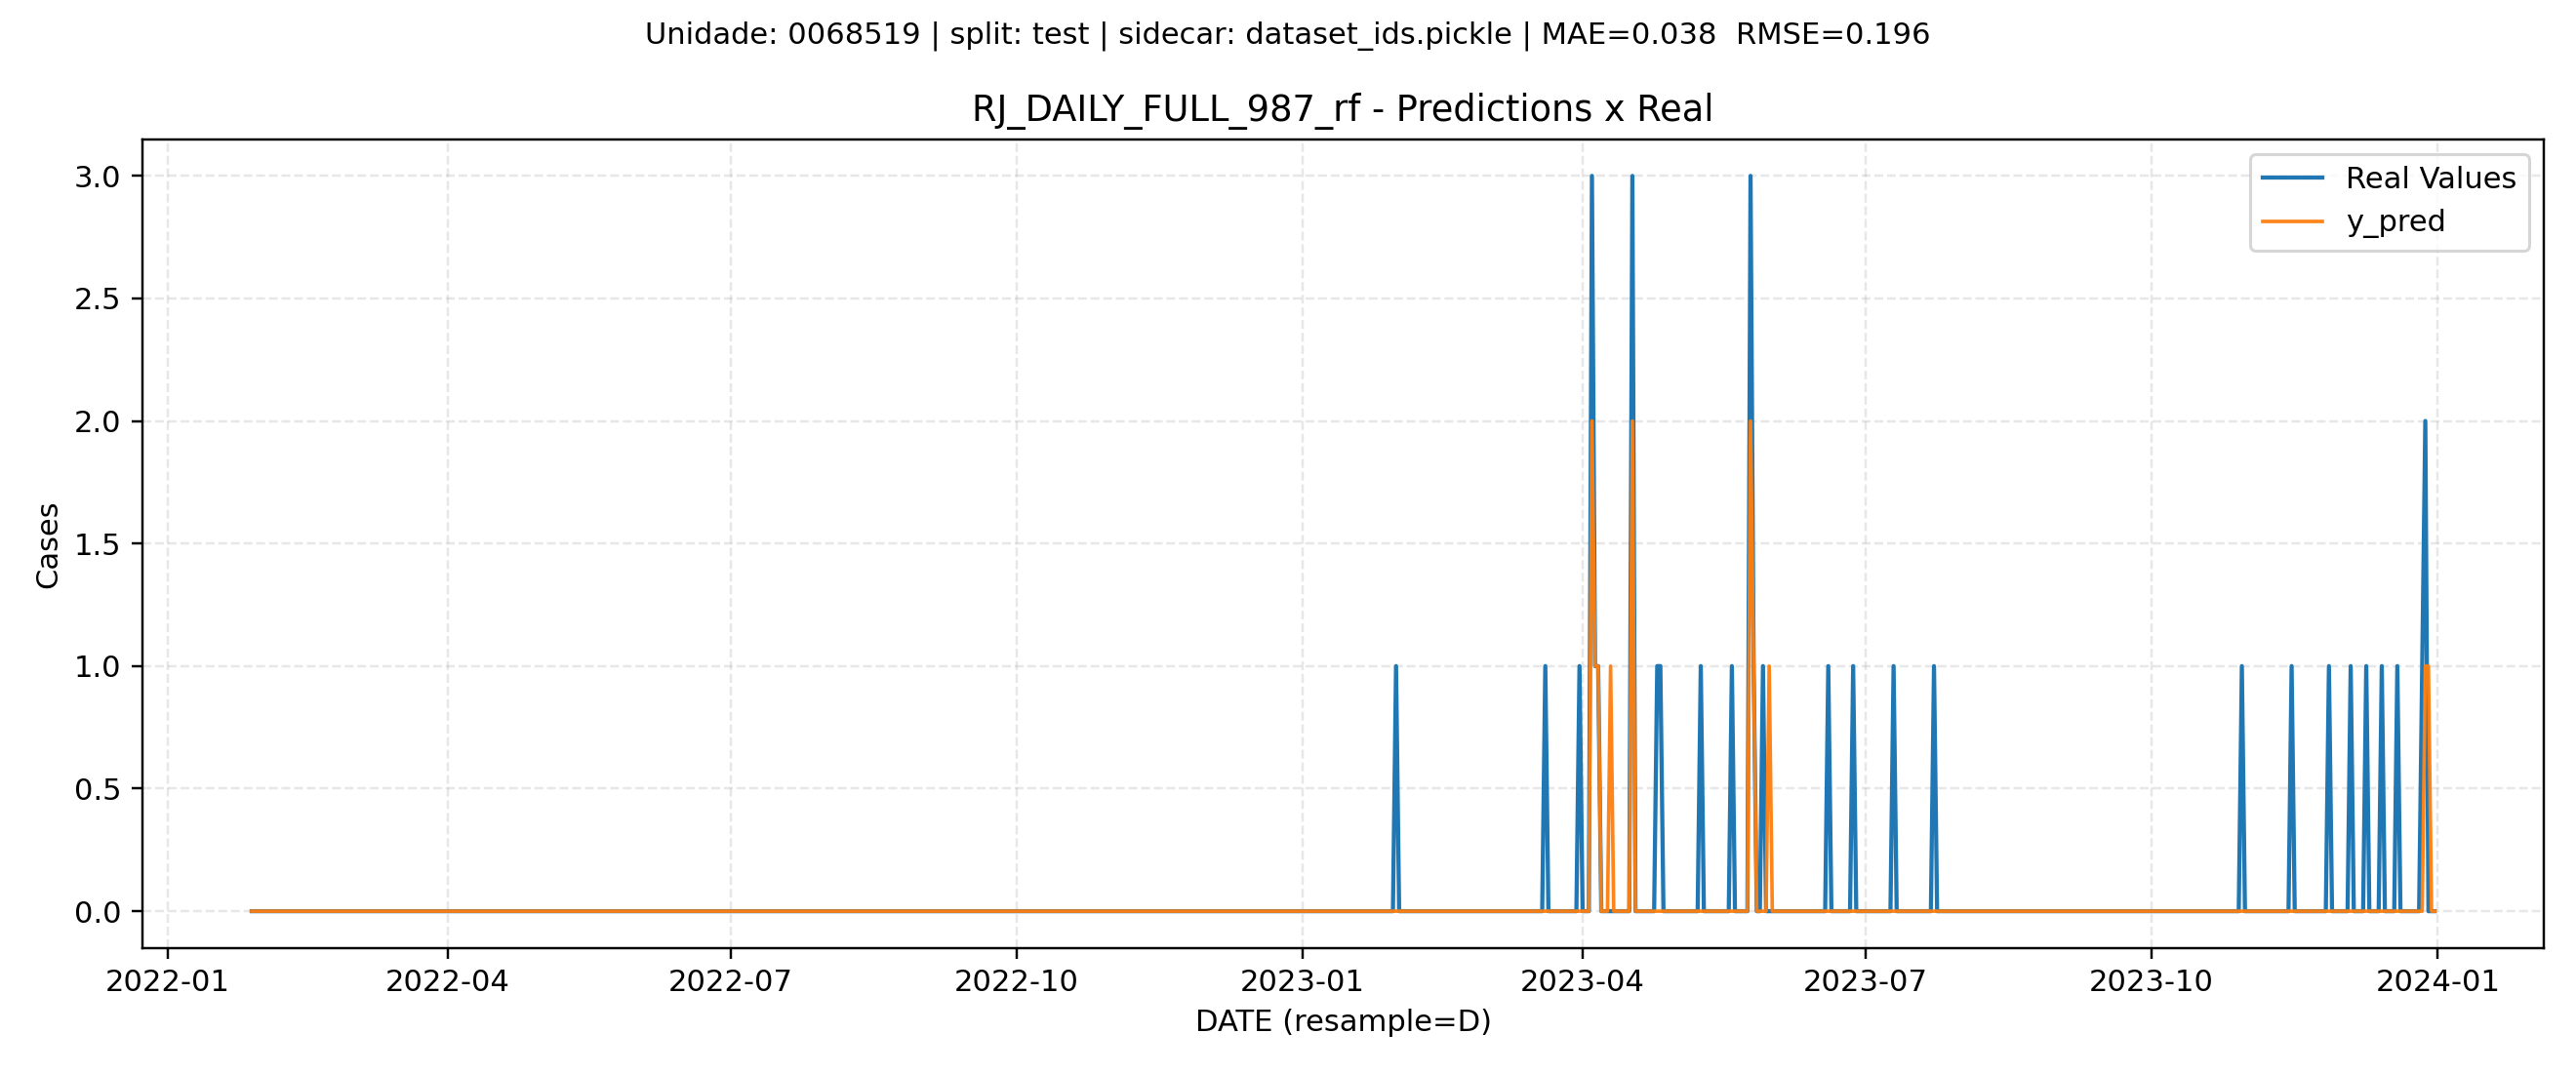 Unidade: 0068519 | split: test | sidecar: dataset_ids.pickle | MAE=0.038  RMSE=0.196
RJ_DAILY_FULL_987_rf - Predictions x Real
Real Values
y_pred
Cases
3.0
2.5
2.0
1.5
1.0
0.5
0.0
2022-01 2022-04 2022-07 2022-10 2023-01 2023-04 2023-07 2023-10 2024-01
DATE (resample=D)